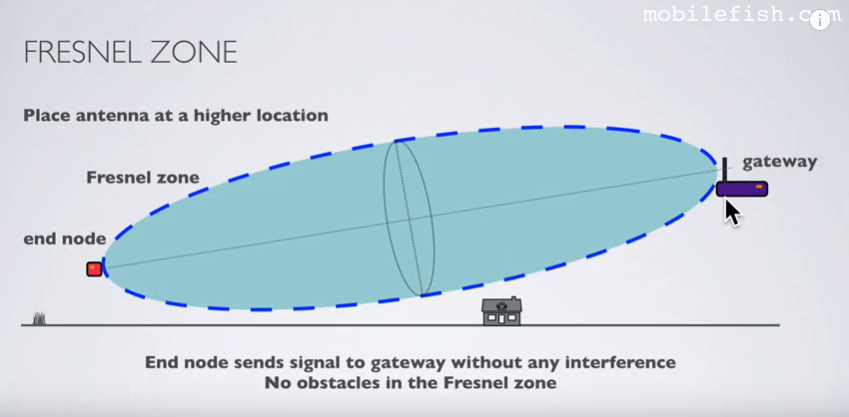 mobilefish.com
FRESNEL ZONE
Place antenna at a higher location
gateway
Fresnel zone
end node
End node sends signal to gateway without any interference
No obstacles in the Fresnel zone